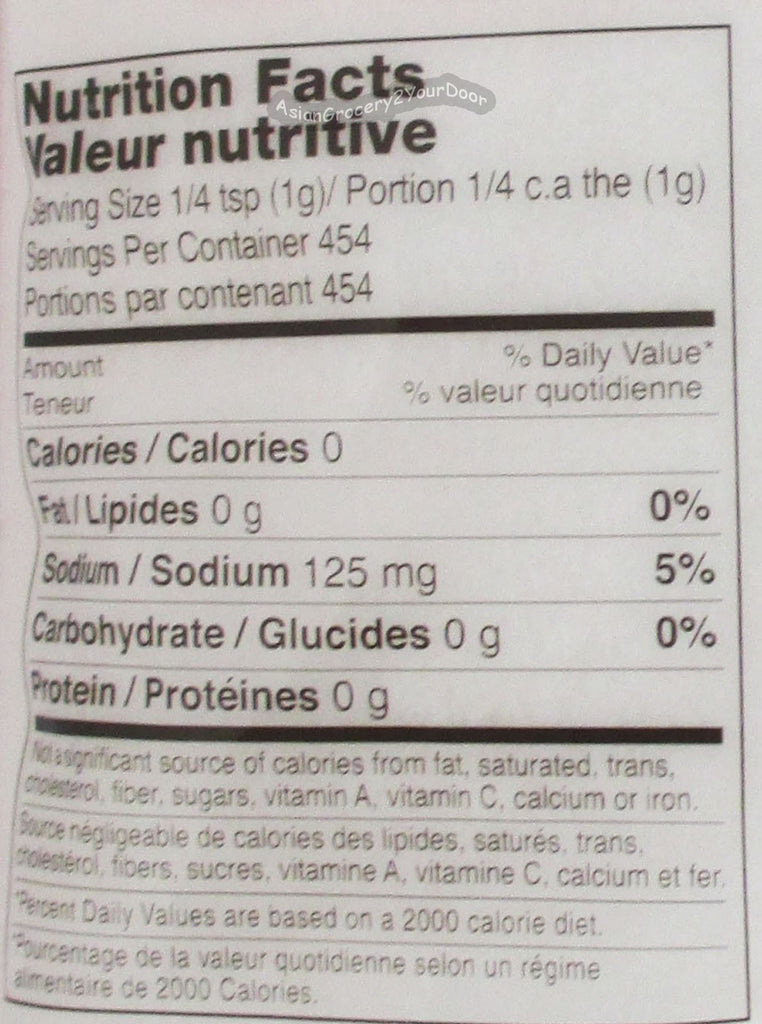 Nutrition Facts
AsianGrocery2YourDoor
Valeur nutritive
Serving Size 1/4 tsp (1g)/ Portion 1/4 c.a the (1g)
Servings Per Container 454
Portions par contenant 454
Amount % Daily Value*
Teneur % valeur quotidienne
Calories / Calories 0
Fat / Lipides 0 g 0%
Sodium / Sodium 125 mg 5%
Carbohydrate / Glucides 0 g 0%
Protein / Protéines 0 g
Not a significant source of calories from fat, saturated, trans,
cholesterol, fiber, sugars, vitamin A, vitamin C, calcium or iron.
Source négligeable de calories des lipides, saturés, trans,
cholestérol, fibers, sucres, vitamine A, vitamine C, calcium et fer.
*Percent Daily Values are based on a 2000 calorie diet.
*Pourcentage de la valeur quotidienne selon un régime
alimentaire de 2000 Calories.